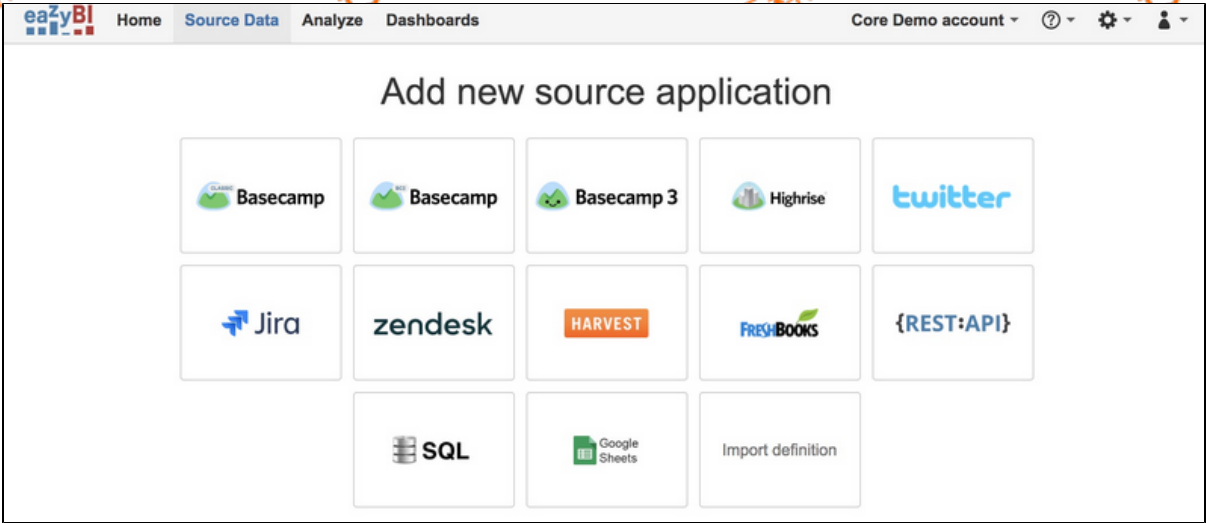 eaZyBI Home Source Data Analyze Dashboards Core Demo account
Add new source application
CLASSIC Basecamp
BCX Basecamp
Basecamp 3
Highrise
twitter
Jira
zendesk
HARVEST
FRESHBOOKS
{REST:API}
SQL
Google
Sheets
Import definition